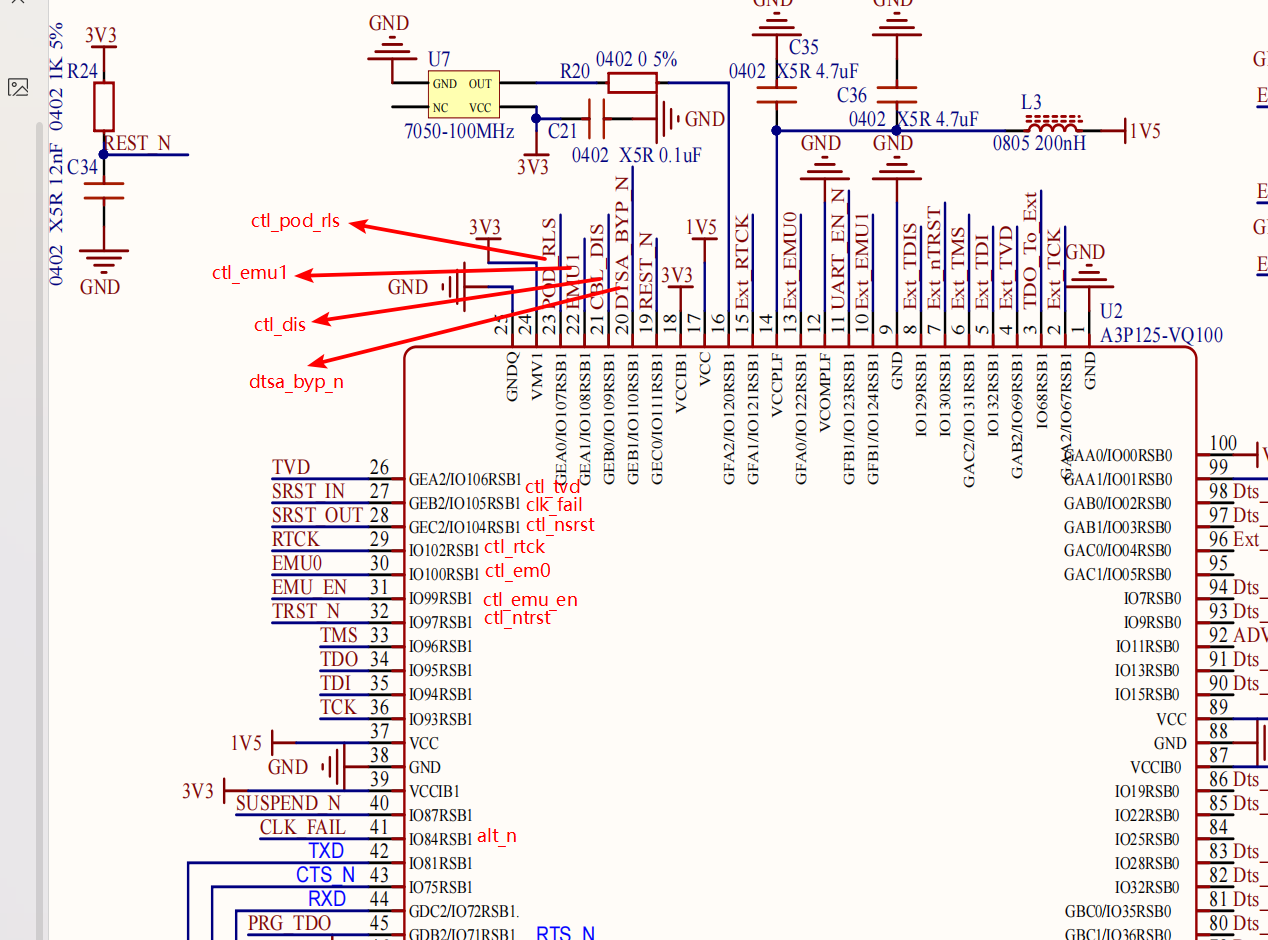 GND
GND
GND
3V3
R24
0402 1K 5%
REST_N
C34
0402 X5R 12nF
GND
U7
GND OUT
NC VCC
7050-100MHz
R20
0402 0 5%
C21
GND
0402 X5R 0.1uF
3V3
C35
0402 X5R 4.7uF
C36
0402 X5R 4.7uF
L3
0805 200nH
1V5
GND
GND
ctl_pod_rls
ctl_emu1
ctl_dis
dtsa_byp_n
3V3
GND
1V5
3V3
GND
U2
A3P125-VQ100
POD_RLS
EMU1
CBL_DIS
DTSA_BYP_N
REST_N
Ext_RTCK
Ext_EMU0
UART_EN_N
Ext_EMU1
Ext_TDIS
Ext_nTRST
Ext_TMS
Ext_TDI
Ext_TVD
TDO_To_Ext
Ext_TCK
25 24 23 22 21 20 19 18 17 16 15 14 13 12 11 10 9 8 7 6 5 4 3 2 1
GNDQ
VMV1
GEA0/IO107RSB1
GEA1/IO108RSB1
GEB0/IO109RSB1
GEB1/IO110RSB1
GEC0/IO111RSB1
VCCIB1
VCC
GFA2/IO120RSB1
GFA1/IO121RSB1
VCCPLF
GFA0/IO122RSB1
VCOMPLF
GFB1/IO123RSB1
GFB1/IO124RSB1
GND
IO129RSB1
IO130RSB1
GAC2/IO131RSB1
IO132RSB1
GAB2/IO69RSB1
IO68RSB1
GAA2/IO67RSB1
GND
TVD 26 GEA2/IO106RSB1 ctl_tvd
SRST_IN 27 GEB2/IO105RSB1 clk_fail
SRST_OUT 28 GEC2/IO104RSB1 ctl_nsrst
RTCK 29 IO102RSB1 ctl_rtck
EMU0 30 IO100RSB1 ctl_em0
EMU_EN 31 IO99RSB1 ctl_emu_en
TRST_N 32 IO97RSB1 ctl_ntrst
TMS 33 IO96RSB1
TDO 34 IO95RSB1
TDI 35 IO94RSB1
TCK 36 IO93RSB1
1V5 37 VCC
GND 38 GND
3V3 39 VCCIB1
SUSPEND_N 40 IO87RSB1
CLK_FAIL 41 IO84RSB1 alt_n
TXD 42 IO81RSB1
CTS_N 43 IO75RSB1
RXD 44 GDC2/IO72RSB1.
PRG_TDO 45 GDB2/IO71RSB1 RTS_N
GAA0/IO00RSB0 100
GAA1/IO01RSB0 99
GAB0/IO02RSB0 98 Dts_
GAB1/IO03RSB0 97 Dts_
GAC0/IO04RSB0 96 Ext_
GAC1/IO05RSB0 95
IO7RSB0 94 Dts_
IO9RSB0 93 Dts_
IO11RSB0 92 ADV
IO13RSB0 91 Dts_
IO15RSB0 90 Dts_
VCC 89
GND 88
VCCIB0 87
IO19RSB0 86 Dts_
IO22RSB0 85 Dts_
IO25RSB0 84
IO28RSB0 83 Dts_
IO32RSB0 82 Dts_
GBC0/IO35RSB0 81 Dts_
GBC1/IO36RSB0 80 Dts_